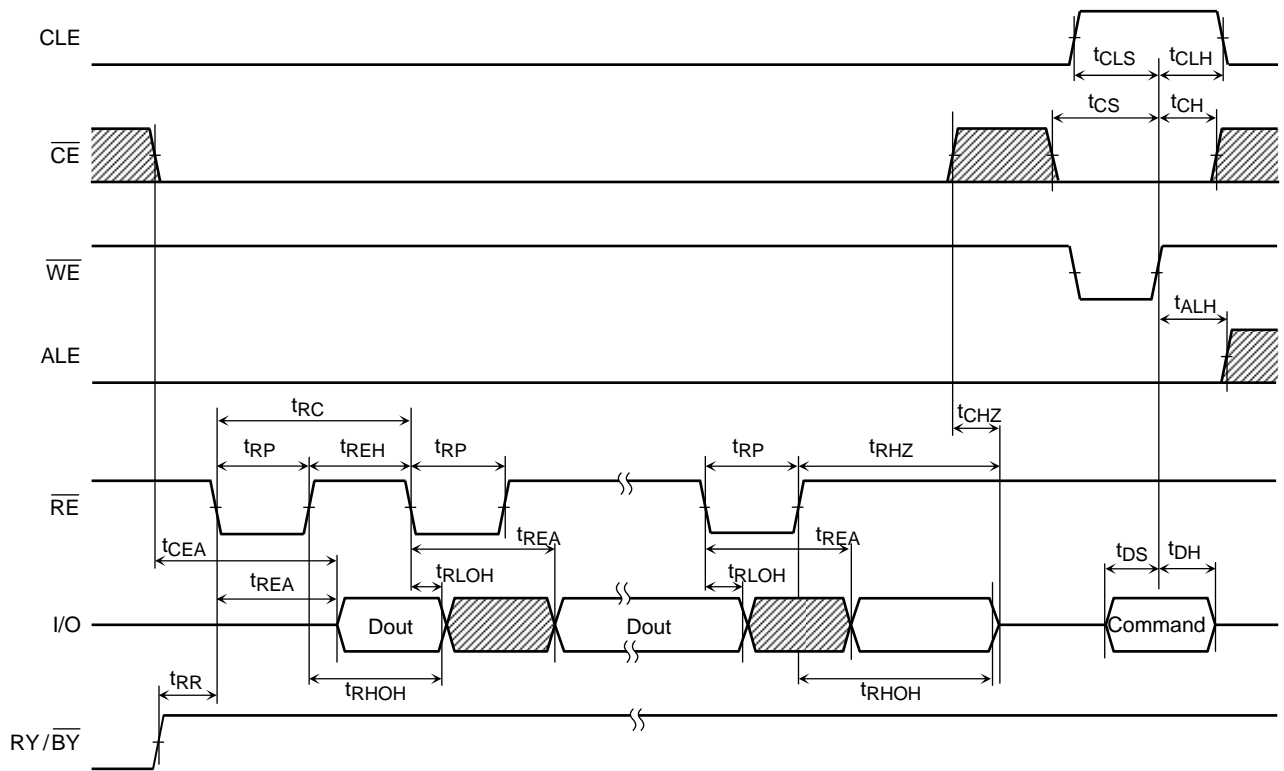 CLE
tCLS tCLH
tCS tCH
CE
WE
tALH
ALE
tRC
tCHZ
tRP tREH tRP tRP tRHZ
RE
tCEA tREA tREA
tREA tRLOH tRLOH tDS tDH
I/O Dout Dout Command
tRR tRHOH tRHOH
RY/BY